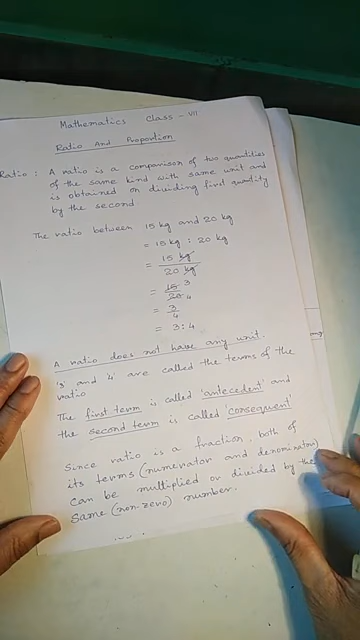 Mathematics Class - VII
Ratio And Proportion
Ratio : A ratio is a comparison of two quantities
of the same kind with same unit and
is obtained on dividing first quantity
by the second.
The ratio between 15 kg and 20 kg
= 15 kg : 20 kg
= 15 kg / 20 kg
= 15 3 / 20 4
= 3 / 4
= 3:4
A ratio does not have any unit.
'3' and '4' are called the terms of the
ratio
The first term is called 'antecedent' and
the second term is called 'consequent'
Since ratio is a fraction, both of
its terms (numerator and denominator)
can be multiplied or divided by the
same (non-zero) number.